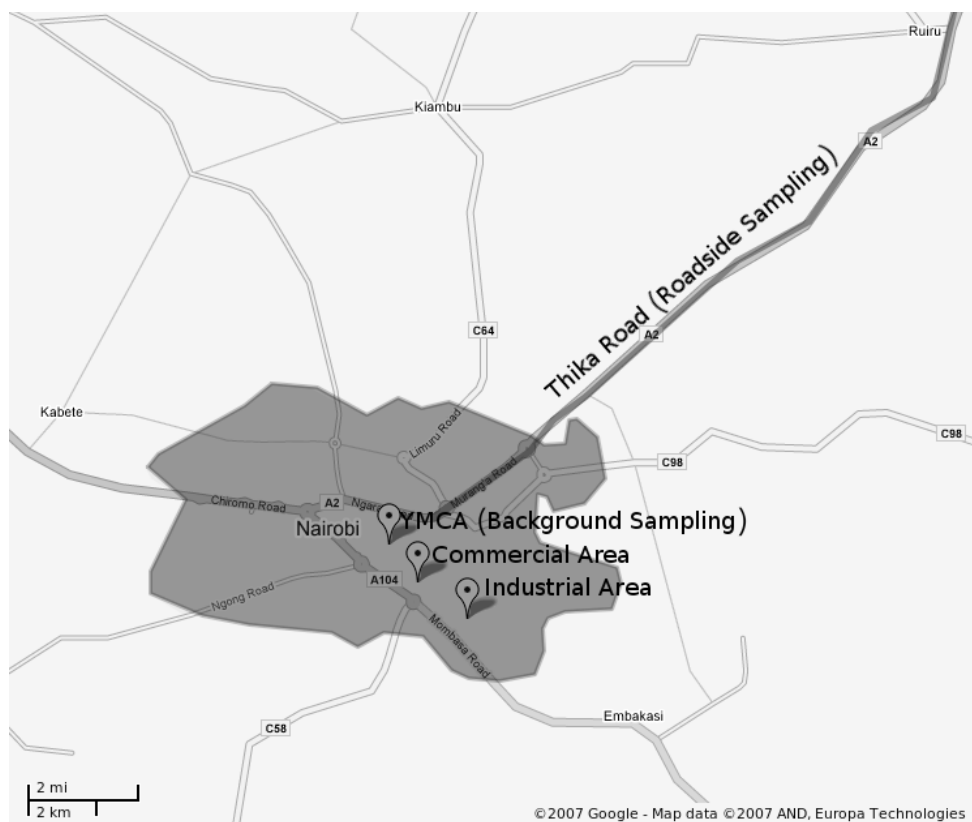 Ruiru
Kiambu
A2
Thika Road (Roadside Sampling)
C64
A2
Kabete
Limuru Road
C98
C98
Murang'a Road
Chiromo Road
A2
Ngara
YMCA (Background Sampling)
Nairobi
Commercial Area
A104
Industrial Area
Ngong Road
Mombasa Road
Embakasi
C58
2 mi
2 km
©2007 Google - Map data ©2007 AND, Europa Technologies